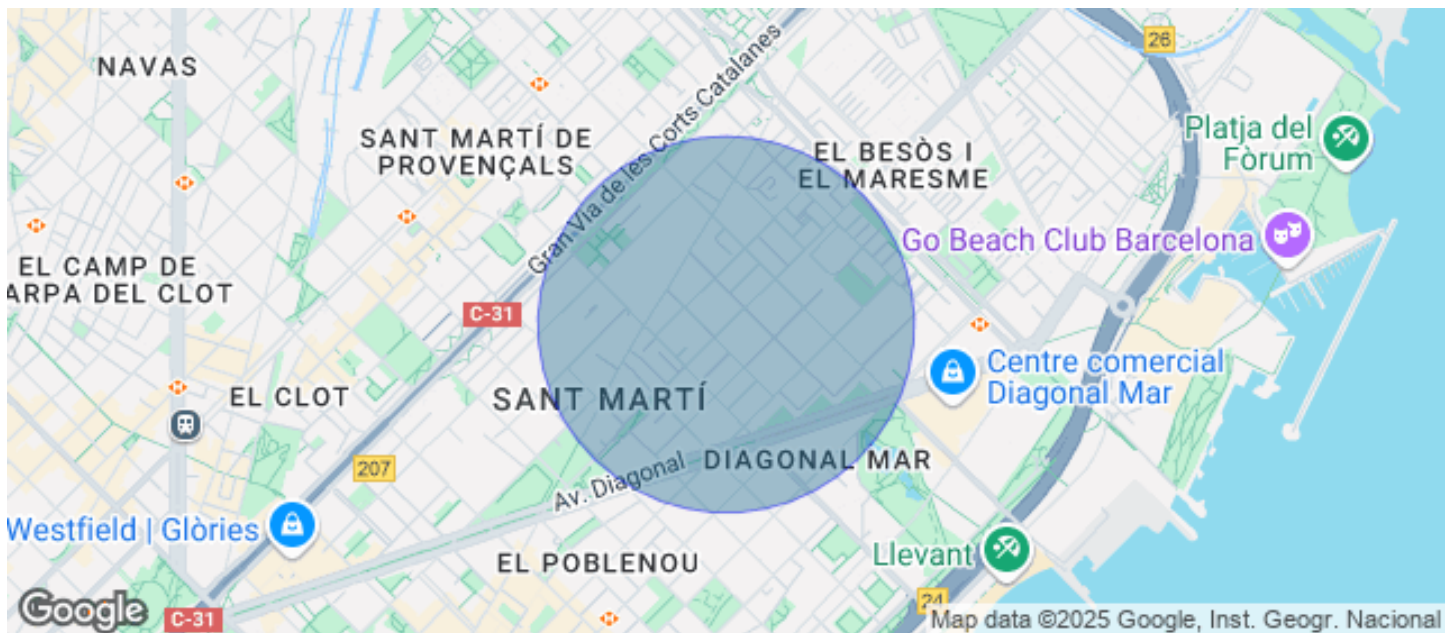 26
NAVAS
Platja del
Fòrum
SANT MARTÍ DE
PROVENÇALS
EL BESÒS I
EL MARESME
Gran Via de les Corts Catalanes
Go Beach Club Barcelona
EL CAMP DE
ARPA DEL CLOT
C-31
Centre comercial
Diagonal Mar
EL CLOT
SANT MARTÍ
207
Av. Diagonal
DIAGONAL MAR
Westfield | Glòries
Llevant
EL POBLENOU
24
Google
C-31
Map data ©2025 Google, Inst. Geogr. Nacional